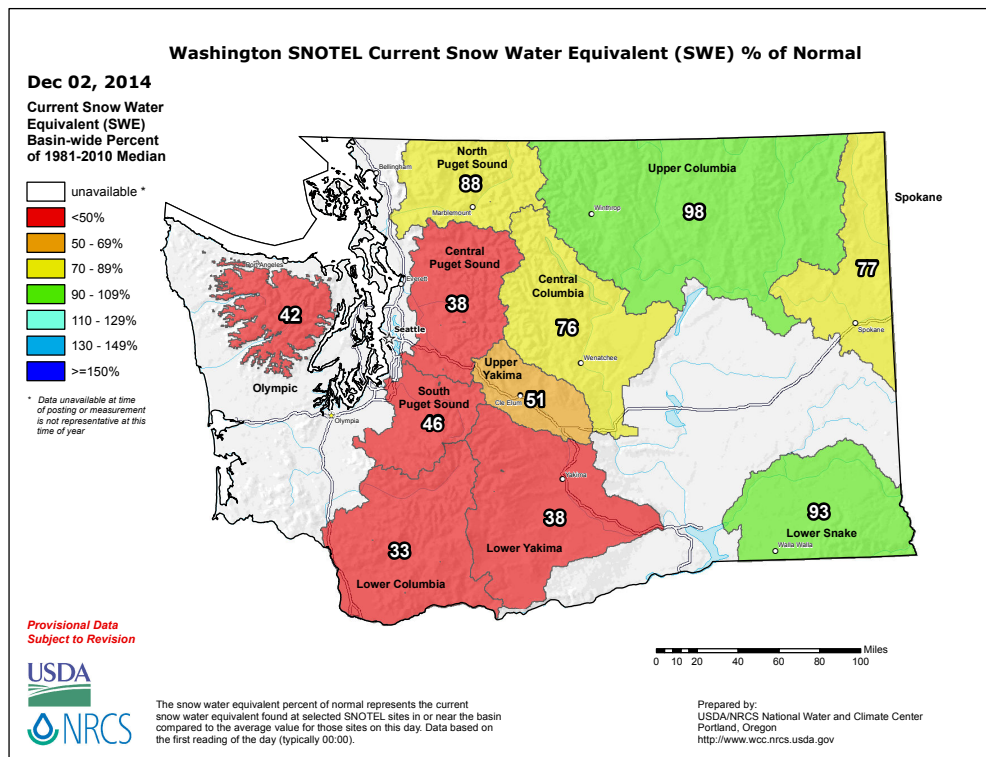 Washington SNOTEL Current Snow Water Equivalent (SWE) % of Normal
Dec 02, 2014
Current Snow Water
Equivalent (SWE)
Basin-wide Percent
of 1981-2010 Median
unavailable *
<50%
50 - 69%
70 - 89%
90 - 109%
110 - 129%
130 - 149%
>=150%
* Data unavailable at time
of posting or measurement
is not representative at this
time of year
Bellingham
North
Puget Sound
88
Marblemount
Upper Columbia
98
Winthrop
Spokane
77
Spokane
Port Angeles
42
Olympic
Central
Puget Sound
38
Everett
Seattle
Central
Columbia
76
Wenatchee
Upper
Yakima
51
Cle Elum
South
Puget Sound
46
Olympia
Yakima
38
Lower Yakima
33
Lower Columbia
93
Lower Snake
Walla Walla
Provisional Data
Subject to Revision
USDA
NRCS
Miles
0 10 20 40 60 80 100
The snow water equivalent percent of normal represents the current
snow water equivalent found at selected SNOTEL sites in or near the basin
compared to the average value for those sites on this day. Data based on
the first reading of the day (typically 00:00).
Prepared by:
USDA/NRCS National Water and Climate Center
Portland, Oregon
http://www.wcc.nrcs.usda.gov